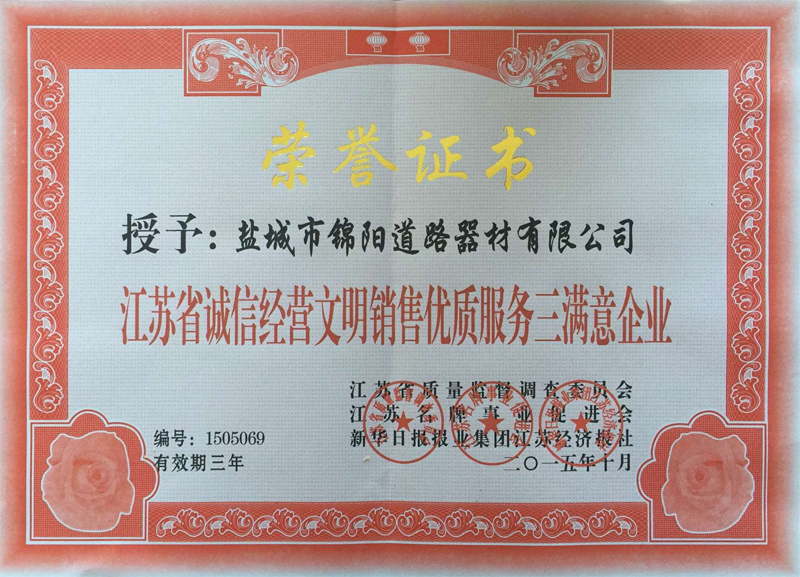 荣誉证书
授予：盐城市锦阳道路器材有限公司
江苏省诚信经营文明销售优质服务三满意企业
江苏省质量监督调查委员会
江苏名牌事业促进会
新华日报报业集团江苏经济报社
二〇一五年十月
编号：1505069
有效期三年